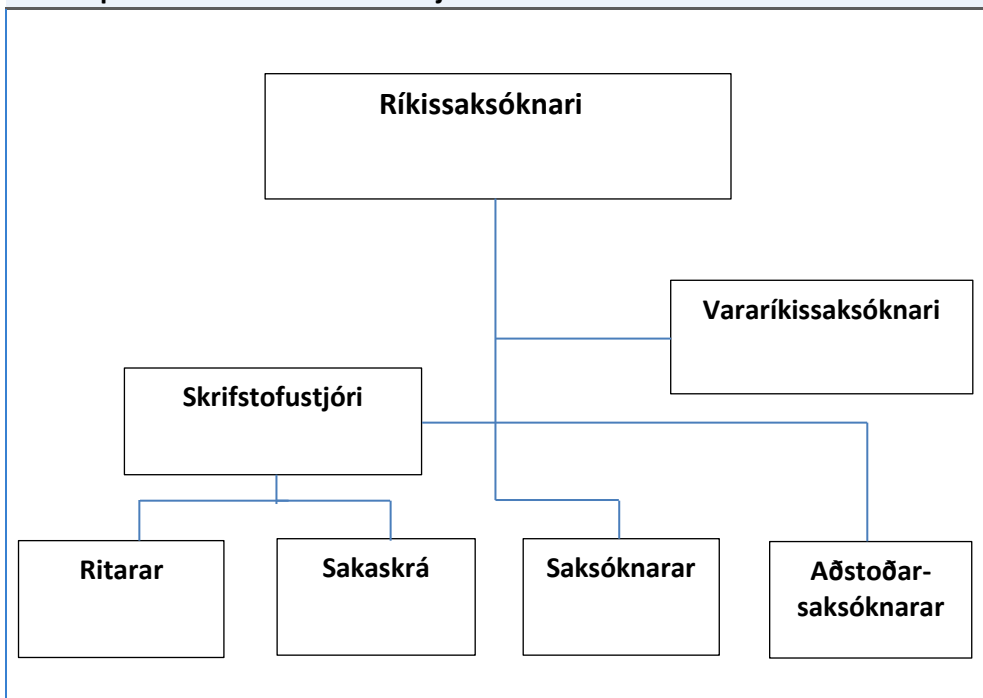 Ríkissaksóknari
Vararíkissaksóknari
Skrifstofustjóri
Ritarar
Sakaskrá
Saksóknarar
Aðstoðar-
saksóknarar